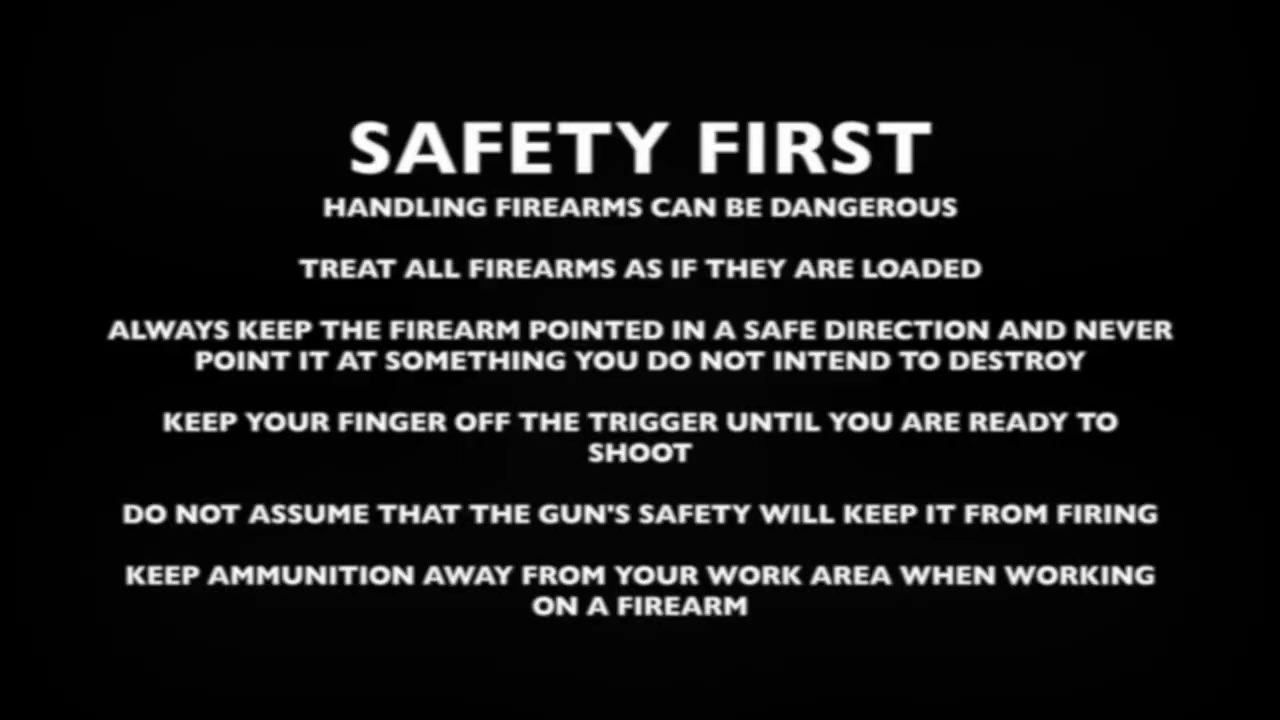 SAFETY FIRST
HANDLING FIREARMS CAN BE DANGEROUS
TREAT ALL FIREARMS AS IF THEY ARE LOADED
ALWAYS KEEP THE FIREARM POINTED IN A SAFE DIRECTION AND NEVER
POINT IT AT SOMETHING YOU DO NOT INTEND TO DESTROY
KEEP YOUR FINGER OFF THE TRIGGER UNTIL YOU ARE READY TO
SHOOT
DO NOT ASSUME THAT THE GUN'S SAFETY WILL KEEP IT FROM FIRING
KEEP AMMUNITION AWAY FROM YOUR WORK AREA WHEN WORKING
ON A FIREARM